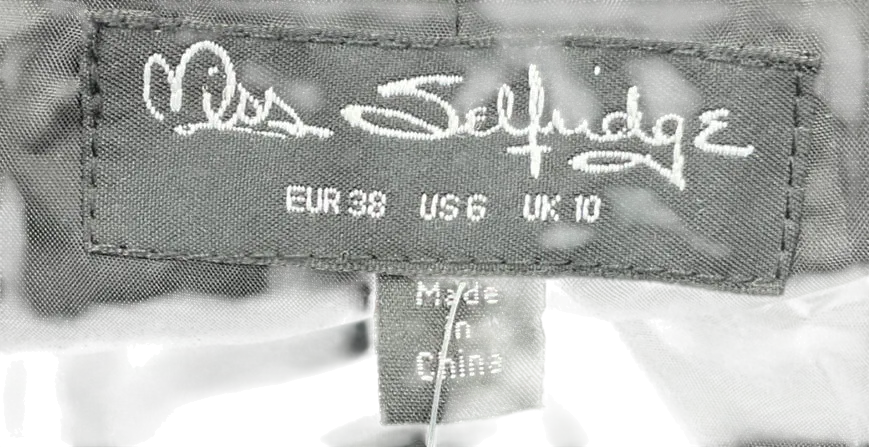 Miss Selfridge
EUR 38 US 6 UK 10
Made
in
China